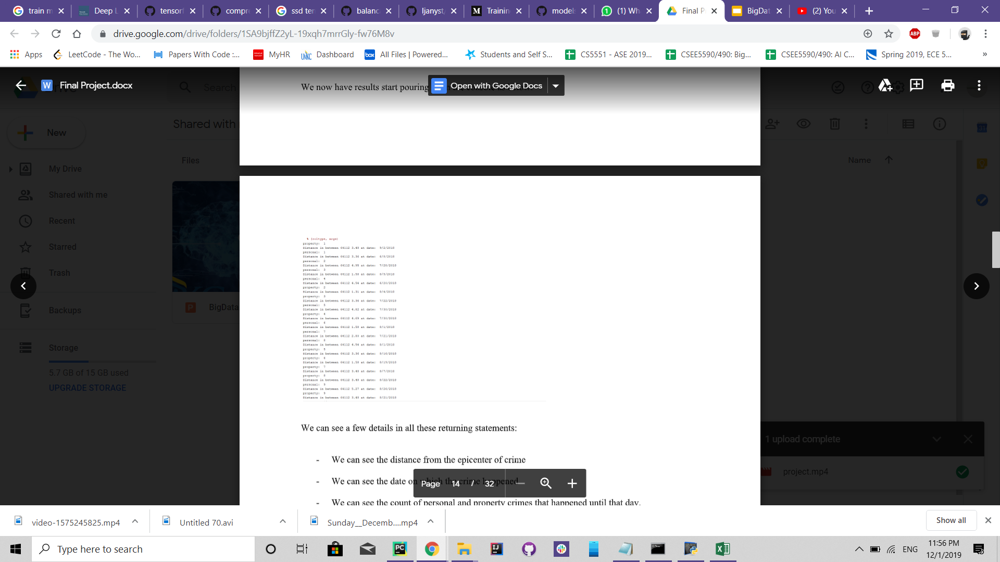 train m
Deep L
tensorf
compre
ssd ten
balanc
ljanyst
Trainin
model
(1) Wh
Final P
BigDat
(2) You
drive.google.com/drive/folders/1SA9bjffZ2yL-19xqh7mrrGly-fw76M8v
ABP
Apps
LeetCode - The Wo...
Papers With Code :...
MyHR
UMKC
Dashboard
box
All Files | Powered...
Students and Self S...
CS5551 - ASE 2019...
CSEE5590/490: Big...
CSEE5590/490: AI C...
Spring 2019, ECE 5...
»
W
Final Project.docx
Search
We now have results start pouring
Open with Google Docs
New
Shared with
My Drive
Files
Name
Shared with me
Recent
Starred
Trash
Backups
P
BigData
Storage
5.7 GB of 15 GB used
UPGRADE STORAGE
% (coltype, args)
property: 1
Distance in between 64112 3.48 at date: 9/2/2018
personal: 1
Distance in between 64112 3.36 at date: 6/8/2018
personal: 2
Distance in between 64112 4.95 at date: 7/28/2018
personal: 3
Distance in between 64112 1.58 at date: 8/5/2018
personal: 4
Distance in between 64112 4.54 at date: 6/20/2018
property: 2
Distance in between 64112 1.31 at date: 8/4/2018
property: 3
Distance in between 64112 3.36 at date: 7/22/2018
personal: 5
Distance in between 64112 4.82 at date: 7/30/2018
property: 4
Distance in between 64112 4.69 at date: 7/30/2018
personal: 6
Distance in between 64112 1.58 at date: 8/1/2018
personal: 7
Distance in between 64112 2.80 at date: 7/21/2018
personal: 8
Distance in between 64112 4.54 at date: 8/1/2018
property: 5
Distance in between 64112 3.36 at date: 8/16/2018
property: 6
Distance in between 64112 1.58 at date: 8/19/2018
property: 7
Distance in between 64112 3.48 at date: 8/7/2018
property: 8
Distance in between 64112 3.48 at date: 8/22/2018
personal: 9
Distance in between 64112 5.27 at date: 8/26/2018
property: 9
Distance in between 64112 3.48 at date: 8/21/2018
We can see a few details in all these returning statements:
- We can see the distance from the epicenter of crime
- We can see the date on which the crime happened
- We can see the count of personal and property crimes that happened until that day.
Page 14 / 32
1 upload complete
project.mp4
video-1575245825.mp4
Untitled 70.avi
Sunday__Decemb....mp4
Show all
Type here to search
ENG
11:56 PM
12/1/2019